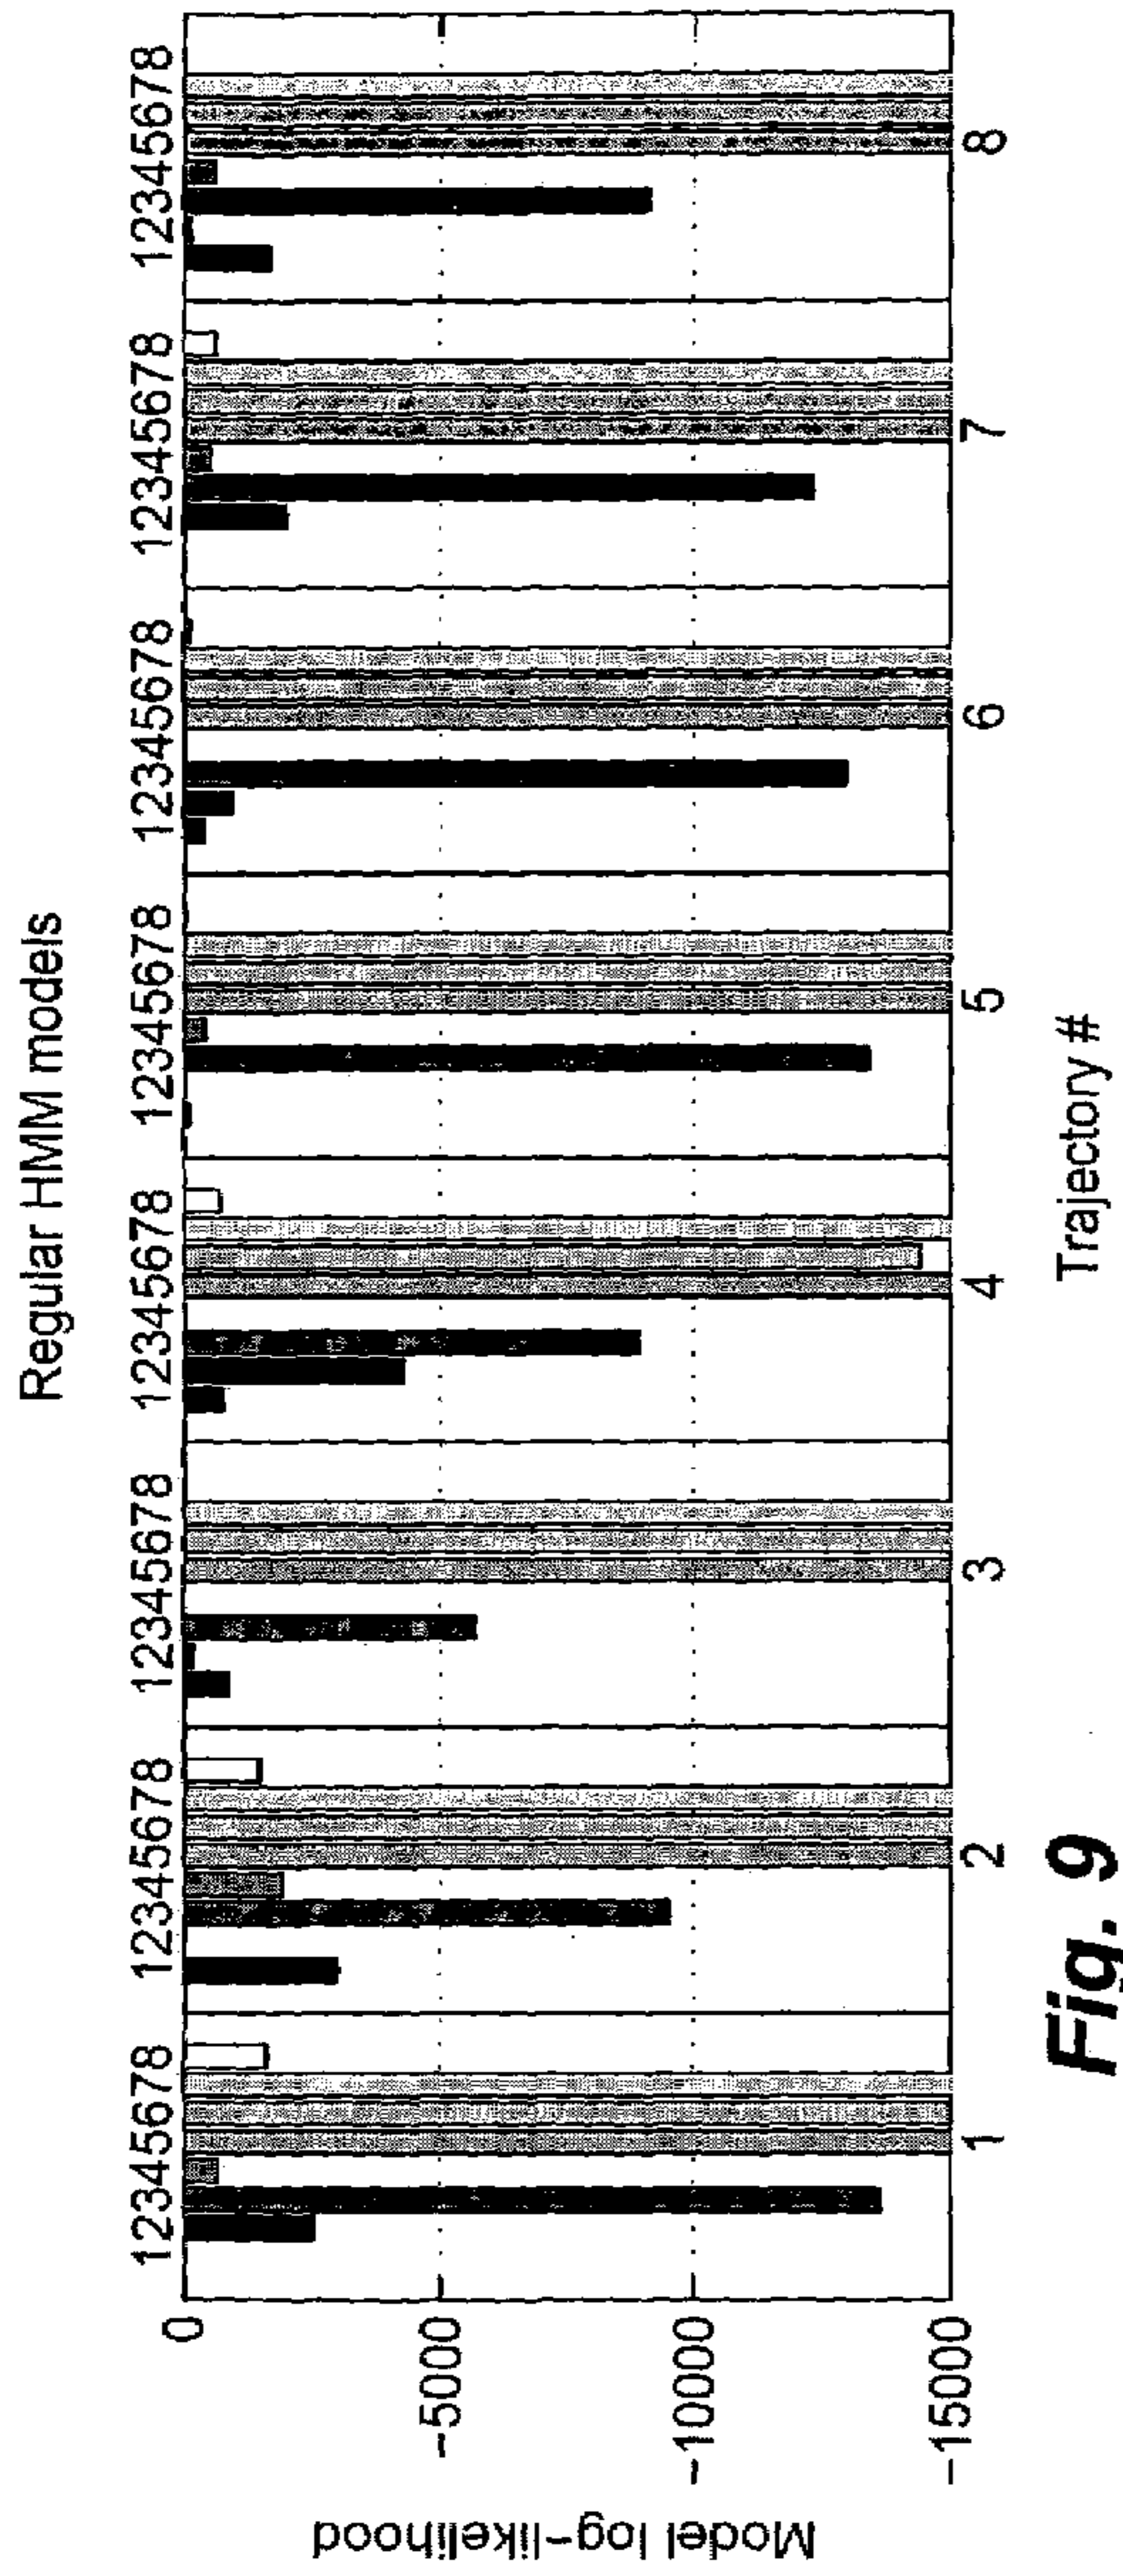 Regular HMM models
12345678 12345678 12345678 12345678 12345678 12345678 12345678 12345678
0
-5000
-10000
-15000
Model log-likelihood
1 2 3 4 5 6 7 8
Trajectory #
Fig. 9